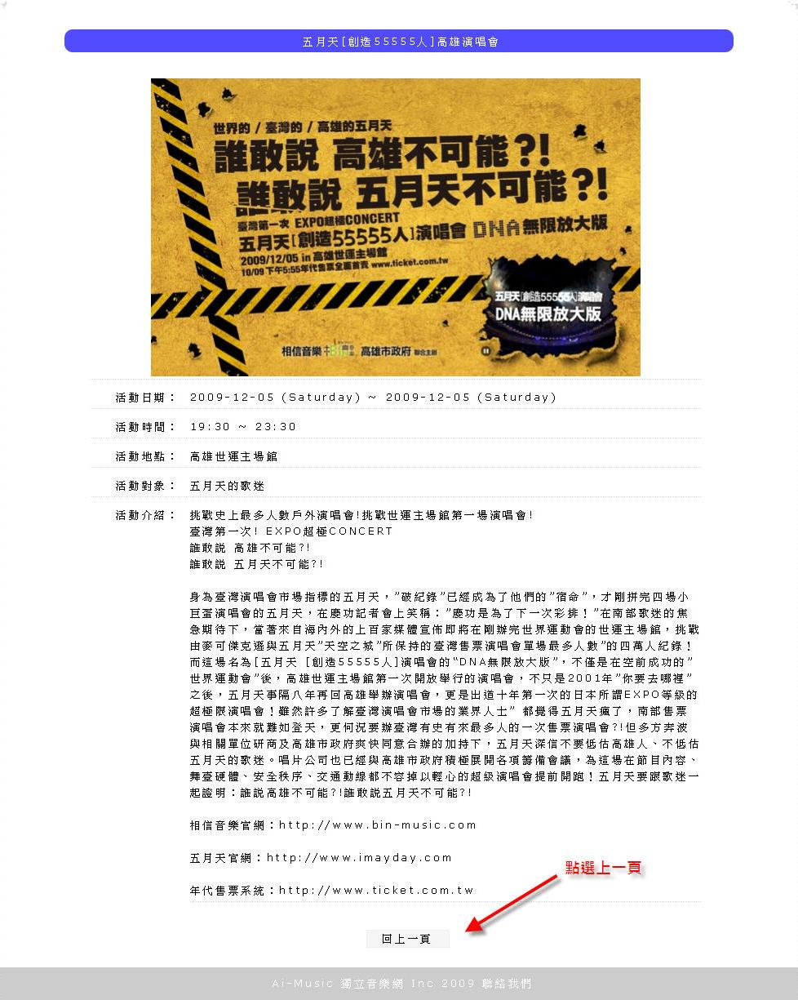 五月天[創造55555人]高雄演唱會
世界的 / 臺灣的 / 高雄的五月天
誰敢說 高雄不可能?!
誰敢說 五月天不可能?!
臺灣第一次 EXPO超極CONCERT
五月天[創造55555人]演唱會 DNA無限放大版
2009/12/05 in 高雄世運主場館
10/09 下午5:55年代售票全面首賣 www.ticket.com.tw
五月天[創造55555人]演唱會
DNA無限放大版
相信音樂 高雄市政府 聯合主辦
活動日期: 2009-12-05 (Saturday) ~ 2009-12-05 (Saturday)
活動時間: 19:30 ~ 23:30
活動地點: 高雄世運主場館
活動對象: 五月天的歌迷
活動介紹: 挑戰史上最多人數戶外演唱會!挑戰世運主場館第一場演唱會!
臺灣第一次! EXPO超極CONCERT
誰敢說 高雄不可能?!
誰敢說 五月天不可能?!
身為臺灣演唱會市場指標的五月天，”破紀錄”已經成為了他們的”宿命”，才剛拼完四場小
巨蛋演唱會的五月天，在慶功記者會上笑稱：”慶功是為了下一次彩排！”在南部歌迷的焦
急期待下，當著來自海內外的上百家媒體宣佈即將在剛辦完世界運動會的世運主場館，挑戰
由麥可傑克遜與五月天”天空之城”所保持的臺灣售票演唱會單場最多人數”的四萬人紀錄！
而這場名為[五月天 [創造55555人]演唱會的“DNA無限放大版”，不僅是在空前成功的”
世界運動會”後，高雄世運主場館第一次開放舉行的演唱會，不只是2001年”你要去哪裡”
之後，五月天事隔八年再回高雄舉辦演唱會，更是出道十年第一次的日本所謂EXPO等級的
超極限演唱會！雖然許多了解臺灣演唱會市場的業界人士” 都覺得五月天瘋了，南部售票
演唱會本來就難如登天，更何況要辦臺灣有史有來最多人的一次售票演唱會?!但多方奔波
與相關單位研商及高雄市政府爽快同意合辦的加持下，五月天深信不要低估高雄人、不低估
五月天的歌迷。唱片公司也已經與高雄市政府積極展開各項籌備會議，為這場在節目內容、
舞臺硬體、安全秩序、交通動線都不容掉以輕心的超級演唱會提前開跑！五月天要跟歌迷一
起證明：誰說高雄不可能?!誰敢說五月天不可能?!
相信音樂官網：http://www.bin-music.com
五月天官網：http://www.imayday.com
點選上一頁
年代售票系統：http://www.ticket.com.tw
回上一頁
Ai-Music 獨立音樂網 Inc 2009 聯絡我們